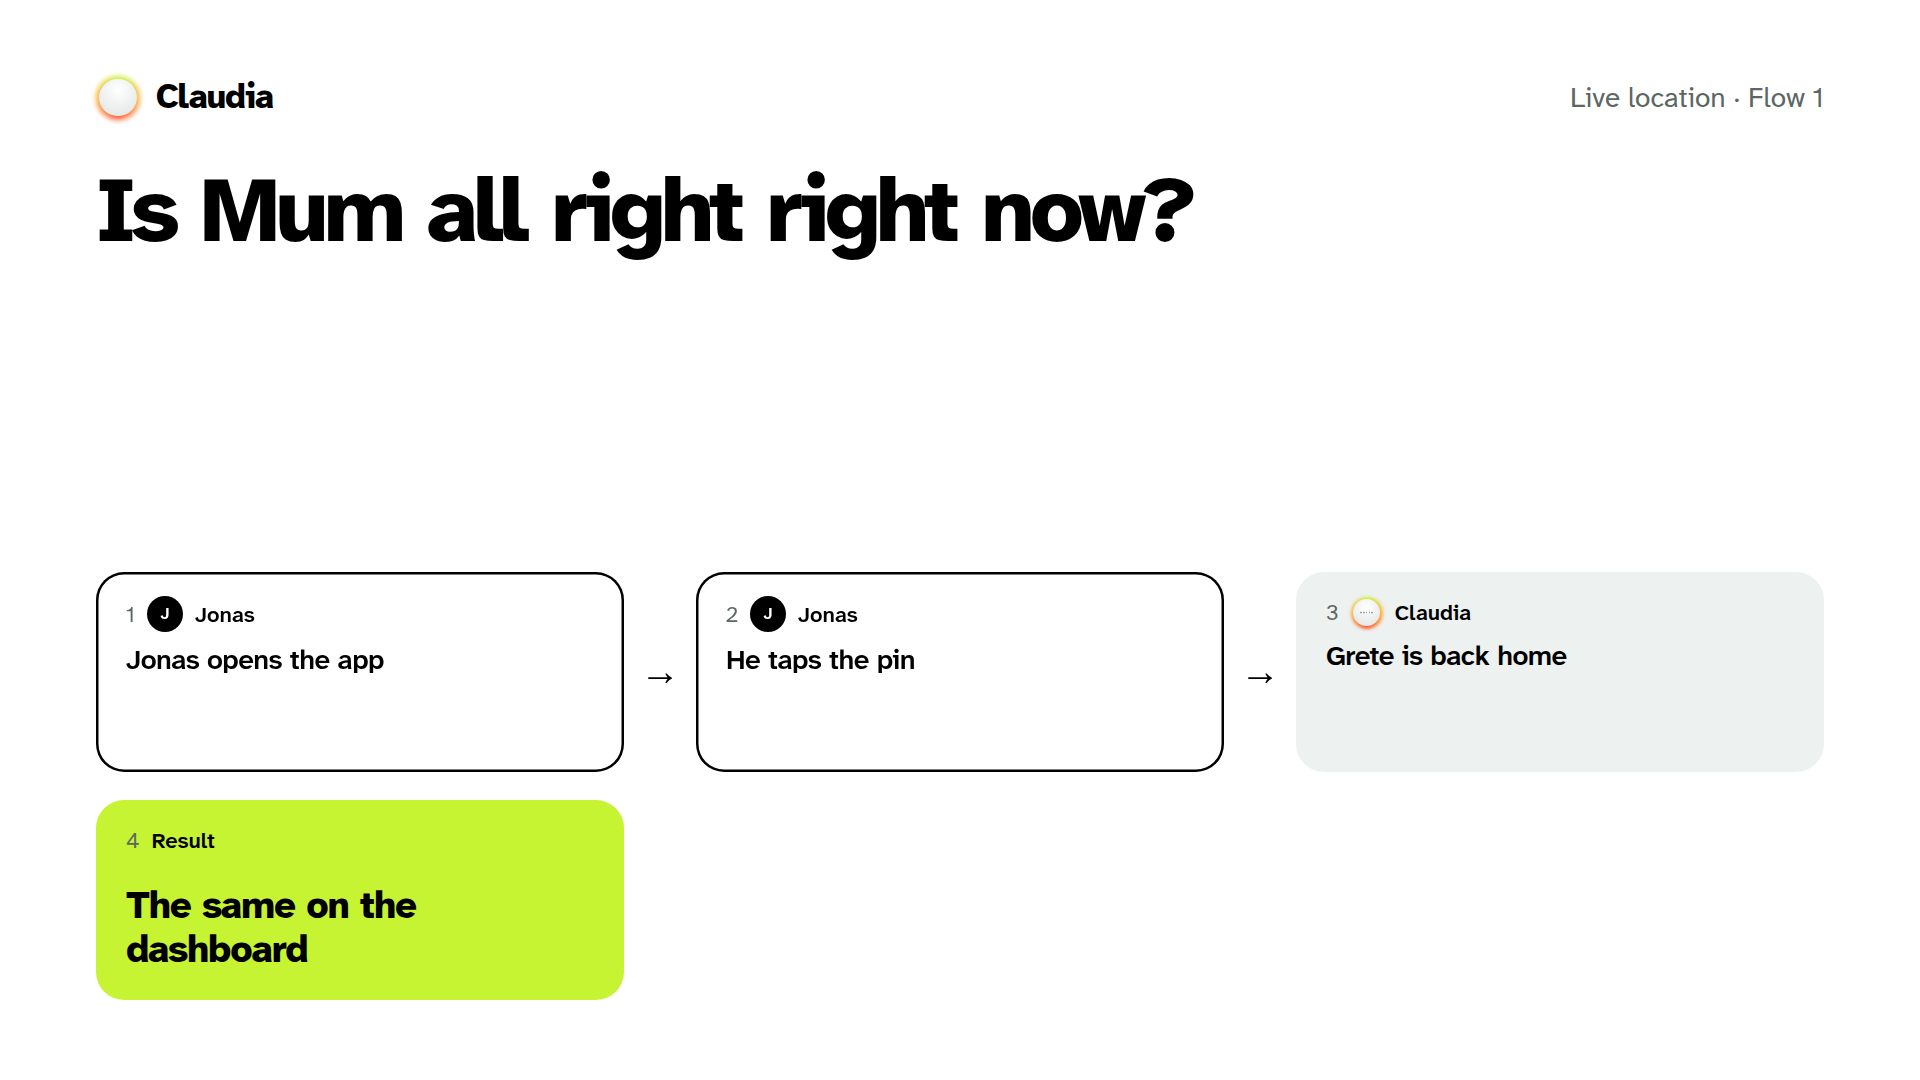 Claudia
Live location · Flow 1
Is Mum all right right now?
1 J Jonas
Jonas opens the app
→
2 J Jonas
He taps the pin
→
3 Claudia
Grete is back home
4 Result
The same on the
dashboard